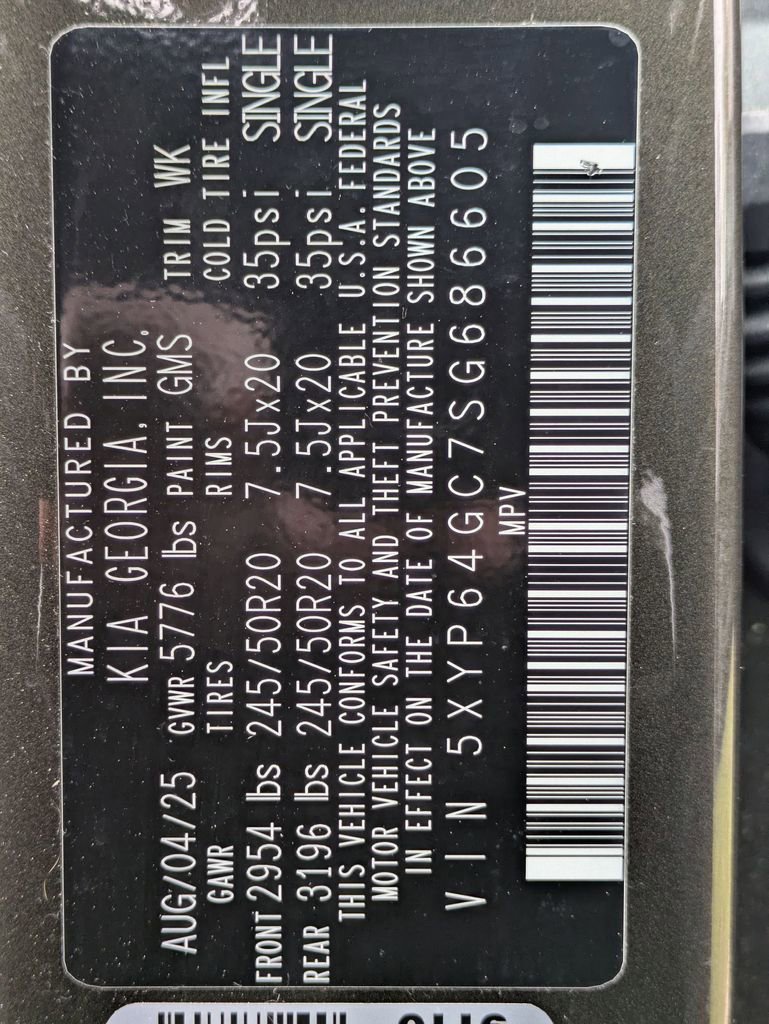 MANUFACTURED BY
KIA GEORGIA, INC.
AUG/04/25 GVWR 5776 lbs PAINT GMS TRIM WK
GAWR TIRES RIMS COLD TIRE INFL
FRONT 2954 lbs 245/50R20 7.5Jx20 35psi SINGLE
REAR 3196 lbs 245/50R20 7.5Jx20 35psi SINGLE
THIS VEHICLE CONFORMS TO ALL APPLICABLE U.S.A. FEDERAL
MOTOR VEHICLE SAFETY AND THEFT PREVENTION STANDARDS
IN EFFECT ON THE DATE OF MANUFACTURE SHOWN ABOVE
VIN 5XYP64GC7SG686605
MPV